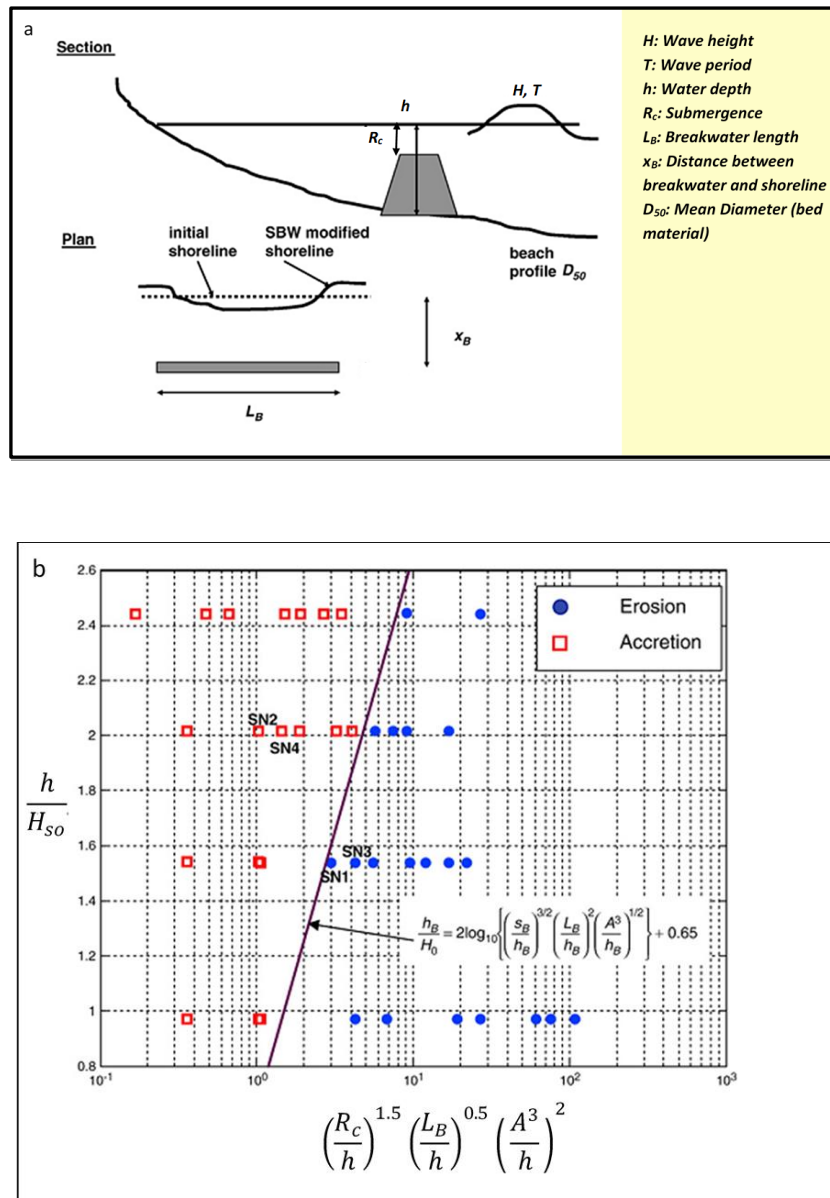 a
Section
h
H, T
Rc
Plan
initial
shoreline
SBW modified
shoreline
beach
profile D50
xB
LB
H: Wave height
T: Wave period
h: Water depth
Rc: Submergence
LB: Breakwater length
xB: Distance between
breakwater and shoreline
D50: Mean Diameter (bed
material)
b
2.6
2.4
2.2
2
1.8
1.6
1.4
1.2
1
0.8
h/Hso
Erosion
Accretion
SN2
SN4
SN3
SN1
hB/H0 = 2log10{(sB/hB)^3/2 (LB/hB)^2 (A^3/hB)^1/2} + 0.65
10^-1 10^0 10^1 10^2 10^3
(Rc/h)^1.5 (LB/h)^0.5 (A^3/h)^2